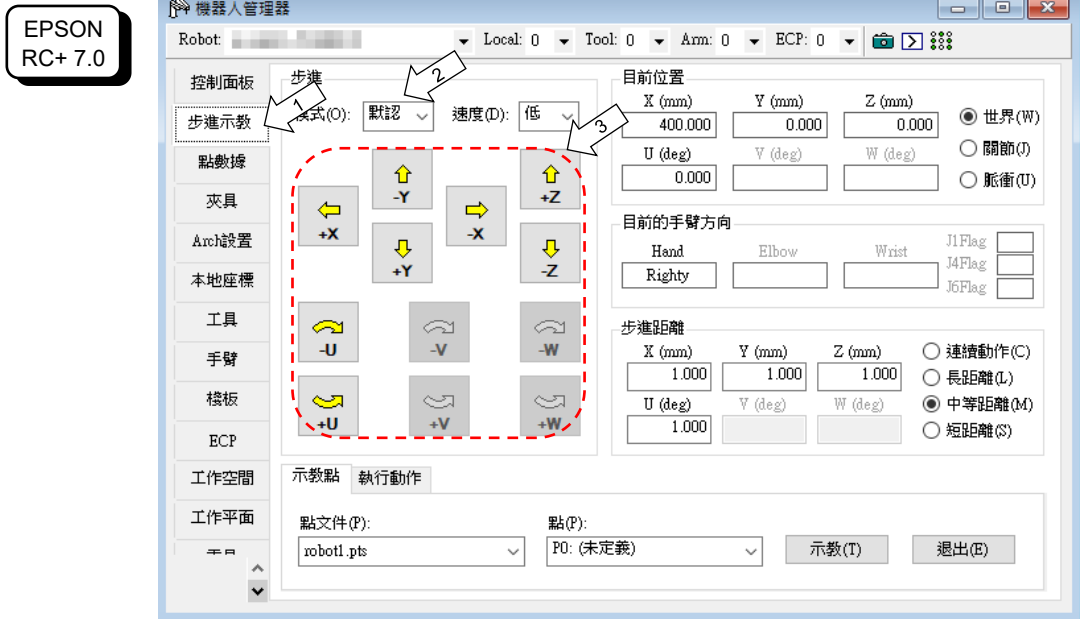 EPSON
RC+ 7.0
機器人管理器
Robot:
Local: 0
Tool: 0
Arm: 0
ECP: 0
控制面板
步進示教
點數據
夾具
Arch設置
本地座標
工具
手臂
棧板
ECP
工作空間
工作平面
步進
1
2
3
模式(O): 默認
速度(D): 低
-Y
+Z
+X
-X
+Y
-Z
-U
-V
-W
+U
+V
+W
目前位置
X (mm) Y (mm) Z (mm)
400.000 0.000 0.000
U (deg) V (deg) W (deg)
0.000
世界(W)
關節(J)
脈衝(U)
目前的手臂方向
Hand Elbow Wrist
Righty
J1Flag
J4Flag
J6Flag
步進距離
X (mm) Y (mm) Z (mm)
1.000 1.000 1.000
U (deg) V (deg) W (deg)
1.000
連續動作(C)
長距離(L)
中等距離(M)
短距離(S)
示教點 執行動作
點文件(P): 點(P):
robot1.pts P0: (未定義) 示教(T) 退出(E)